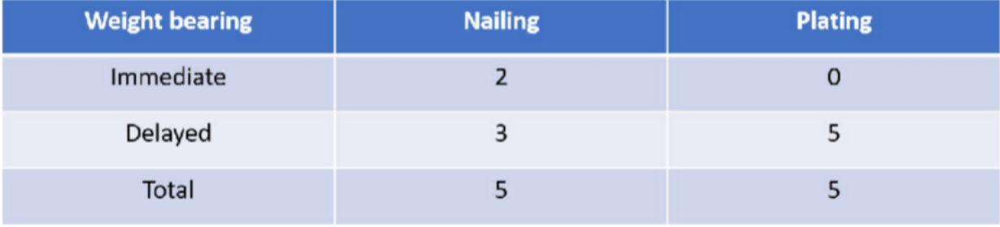 Weight bearing Nailing Plating
Immediate 2 0
Delayed 3 5
Total 5 5